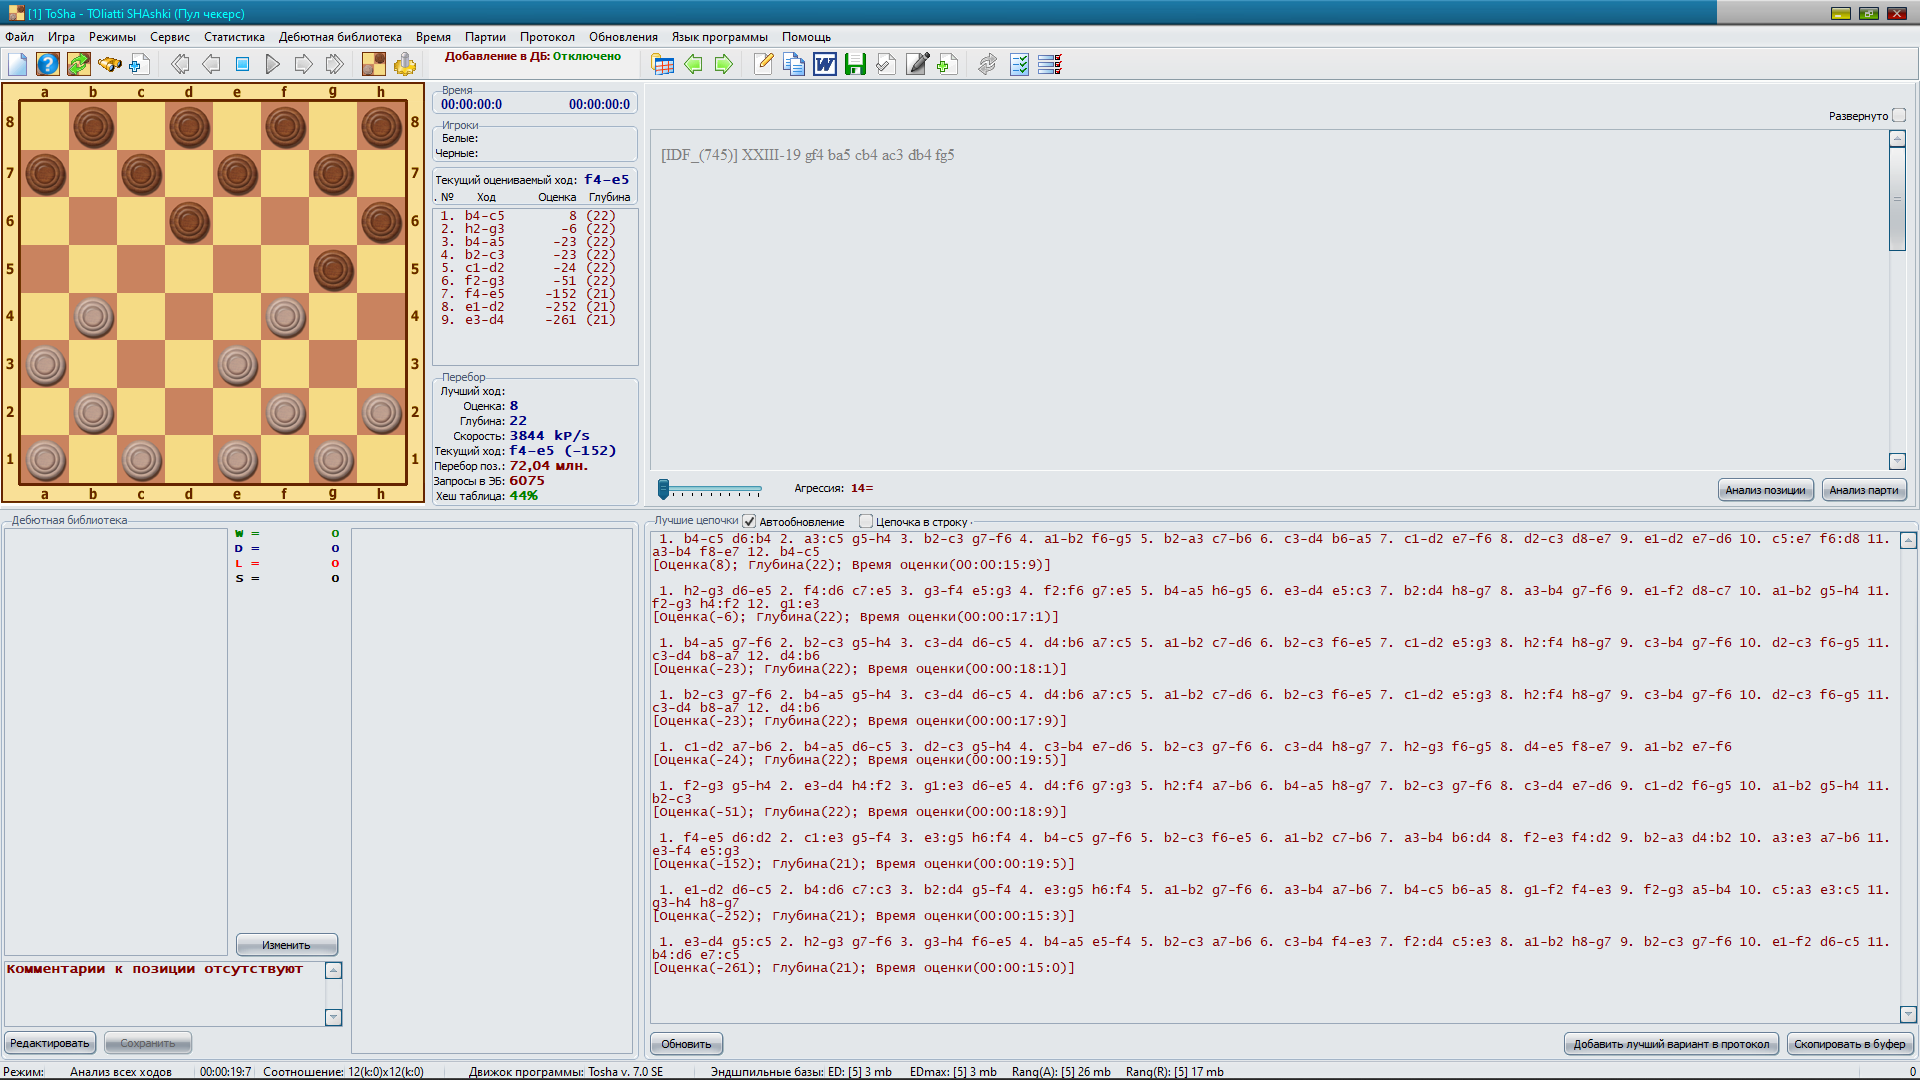 [1] ToSha - TOliatti SHAshki (Пул чекерс)
Файл Игра Режимы Сервис Статистика Дебютная библиотека Время Партии Протокол Обновления Язык программы Помощь
Добавление в ДБ: Отключено
a b c d e f g h
8 8
7 7
6 6
5 5
4 4
3 3
2 2
1 1
a b c d e f g h
Время
00:00:00:0 00:00:00:0
Игроки
Белые:
Черные:
Текущий оцениваемый ход: f4-e5
. № Ход Оценка Глубина
1. b4-c5 8 (22)
2. h2-g3 -6 (22)
3. b4-a5 -23 (22)
4. b2-c3 -23 (22)
5. c1-d2 -24 (22)
6. f2-g3 -51 (22)
7. f4-e5 -152 (21)
8. e1-d2 -252 (21)
9. e3-d4 -261 (21)
Перебор
Лучший ход:
Оценка: 8
Глубина: 22
Скорость: 3844 kP/s
Текущий ход: f4-e5 (-152)
Перебор поз.: 72,04 млн.
Запросы в ЭБ: 6075
Хеш таблица: 44%
Развернуто
[IDF_(745)] XXIII-19 gf4 ba5 cb4 ac3 db4 fg5
Агрессия: 14=
Анализ позиции Анализ парти
Дебютная библиотека
W = 0
D = 0
L = 0
S = 0
Изменить
Комментарии к позиции отсутствуют
Редактировать Сохранить
Лучшие цепочки Автообновление Цепочка в строку
1. b4-c5 d6:b4 2. a3:c5 g5-h4 3. b2-c3 g7-f6 4. a1-b2 f6-g5 5. b2-a3 c7-b6 6. c3-d4 b6-a5 7. c1-d2 e7-f6 8. d2-c3 d8-e7 9. e1-d2 e7-d6 10. c5:e7 f6:d8 11.
a3-b4 f8-e7 12. b4-c5
[Оценка(8); Глубина(22); Время оценки(00:00:15:9)]
1. h2-g3 d6-e5 2. f4:d6 c7:e5 3. g3-f4 e5:g3 4. f2:f6 g7:e5 5. b4-a5 h6-g5 6. e3-d4 e5:c3 7. b2:d4 h8-g7 8. a3-b4 g7-f6 9. e1-f2 d8-c7 10. a1-b2 g5-h4 11.
f2-g3 h4:f2 12. g1:e3
[Оценка(-6); Глубина(22); Время оценки(00:00:17:1)]
1. b4-a5 g7-f6 2. b2-c3 g5-h4 3. c3-d4 d6-c5 4. d4:b6 a7:c5 5. a1-b2 c7-d6 6. b2-c3 f6-e5 7. c1-d2 e5:g3 8. h2:f4 h8-g7 9. c3-b4 g7-f6 10. d2-c3 f6-g5 11.
c3-d4 b8-a7 12. d4:b6
[Оценка(-23); Глубина(22); Время оценки(00:00:18:1)]
1. b2-c3 g7-f6 2. b4-a5 g5-h4 3. c3-d4 d6-c5 4. d4:b6 a7:c5 5. a1-b2 c7-d6 6. b2-c3 f6-e5 7. c1-d2 e5:g3 8. h2:f4 h8-g7 9. c3-b4 g7-f6 10. d2-c3 f6-g5 11.
c3-d4 b8-a7 12. d4:b6
[Оценка(-23); Глубина(22); Время оценки(00:00:17:9)]
1. c1-d2 a7-b6 2. b4-a5 d6-c5 3. d2-c3 g5-h4 4. c3-b4 e7-d6 5. b2-c3 g7-f6 6. c3-d4 h8-g7 7. h2-g3 f6-g5 8. d4-e5 f8-e7 9. a1-b2 e7-f6
[Оценка(-24); Глубина(22); Время оценки(00:00:19:5)]
1. f2-g3 g5-h4 2. e3-d4 h4:f2 3. g1:e3 d6-e5 4. d4:f6 g7:g3 5. h2:f4 a7-b6 6. b4-a5 h8-g7 7. b2-c3 g7-f6 8. c3-d4 e7-d6 9. c1-d2 f6-g5 10. a1-b2 g5-h4 11.
b2-c3
[Оценка(-51); Глубина(22); Время оценки(00:00:18:9)]
1. f4-e5 d6:d2 2. c1:e3 g5-f4 3. e3:g5 h6:f4 4. b4-c5 g7-f6 5. b2-c3 f6-e5 6. a1-b2 c7-b6 7. a3-b4 b6:d4 8. f2-e3 f4:d2 9. b2-a3 d4:b2 10. a3:e3 a7-b6 11.
e3-f4 e5:g3
[Оценка(-152); Глубина(21); Время оценки(00:00:19:5)]
1. e1-d2 d6-c5 2. b4:d6 c7:c3 3. b2:d4 g5-f4 4. e3:g5 h6:f4 5. a1-b2 g7-f6 6. a3-b4 a7-b6 7. b4-c5 b6-a5 8. g1-f2 f4-e3 9. f2-g3 a5-b4 10. c5:a3 e3:c5 11.
g3-h4 h8-g7
[Оценка(-252); Глубина(21); Время оценки(00:00:15:3)]
1. e3-d4 g5:c5 2. h2-g3 g7-f6 3. g3-h4 f6-e5 4. b4-a5 e5-f4 5. b2-c3 a7-b6 6. c3-b4 f4-e3 7. f2:d4 c5:e3 8. a1-b2 h8-g7 9. b2-c3 g7-f6 10. e1-f2 d6-c5 11.
b4:d6 e7:c5
[Оценка(-261); Глубина(21); Время оценки(00:00:15:0)]
Обновить Добавить лучший вариант в протокол Скопировать в буфер
Режим: Анализ всех ходов 00:00:19:7 Соотношение: 12(k:0)x12(k:0) Движок программы: Tosha v. 7.0 SE Эндшпильные базы: ED: [5] 3 mb EDmax: [5] 3 mb Rang(A): [5] 26 mb Rang(R): [5] 17 mb 0